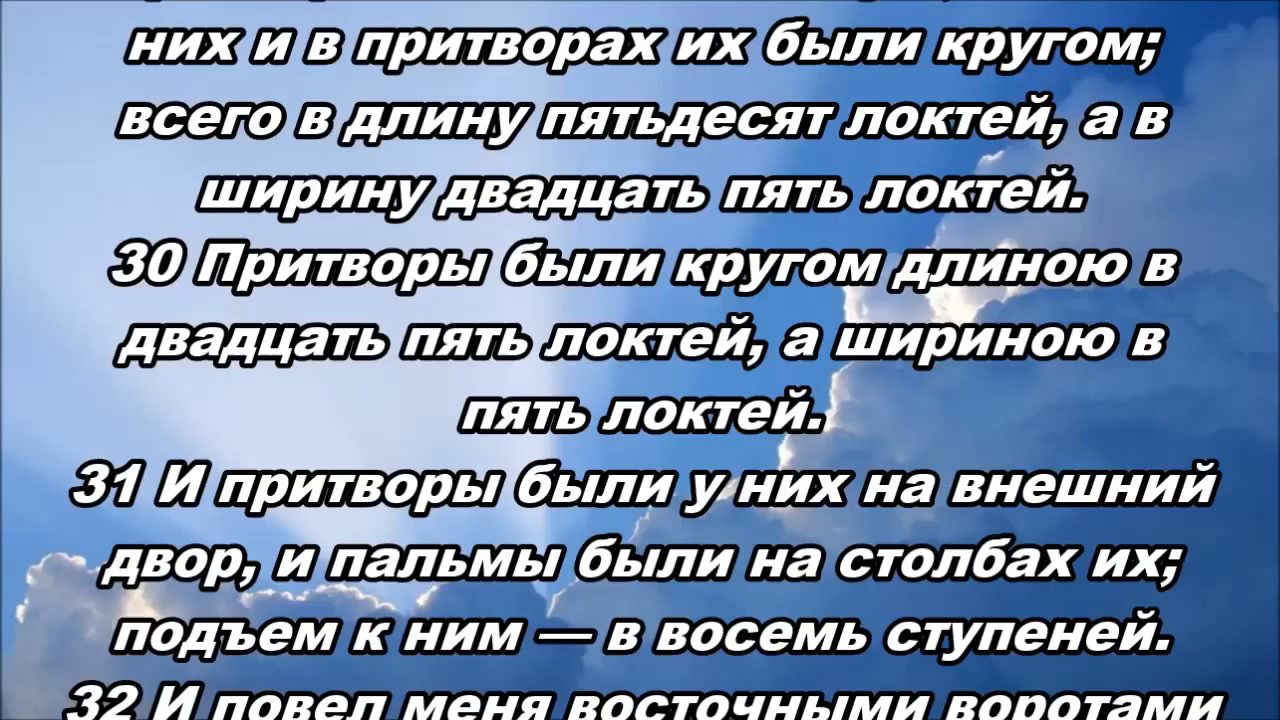 них и в притворах их были кругом;
всего в длину пятьдесят локтей, а в
ширину двадцать пять локтей.
30 Притворы были кругом длиною в
двадцать пять локтей, а шириною в
пять локтей.
31 И притворы были у них на внешний
двор, и пальмы были на столбах их;
подъем к ним — в восемь ступеней.
32 И повел меня восточными воротами